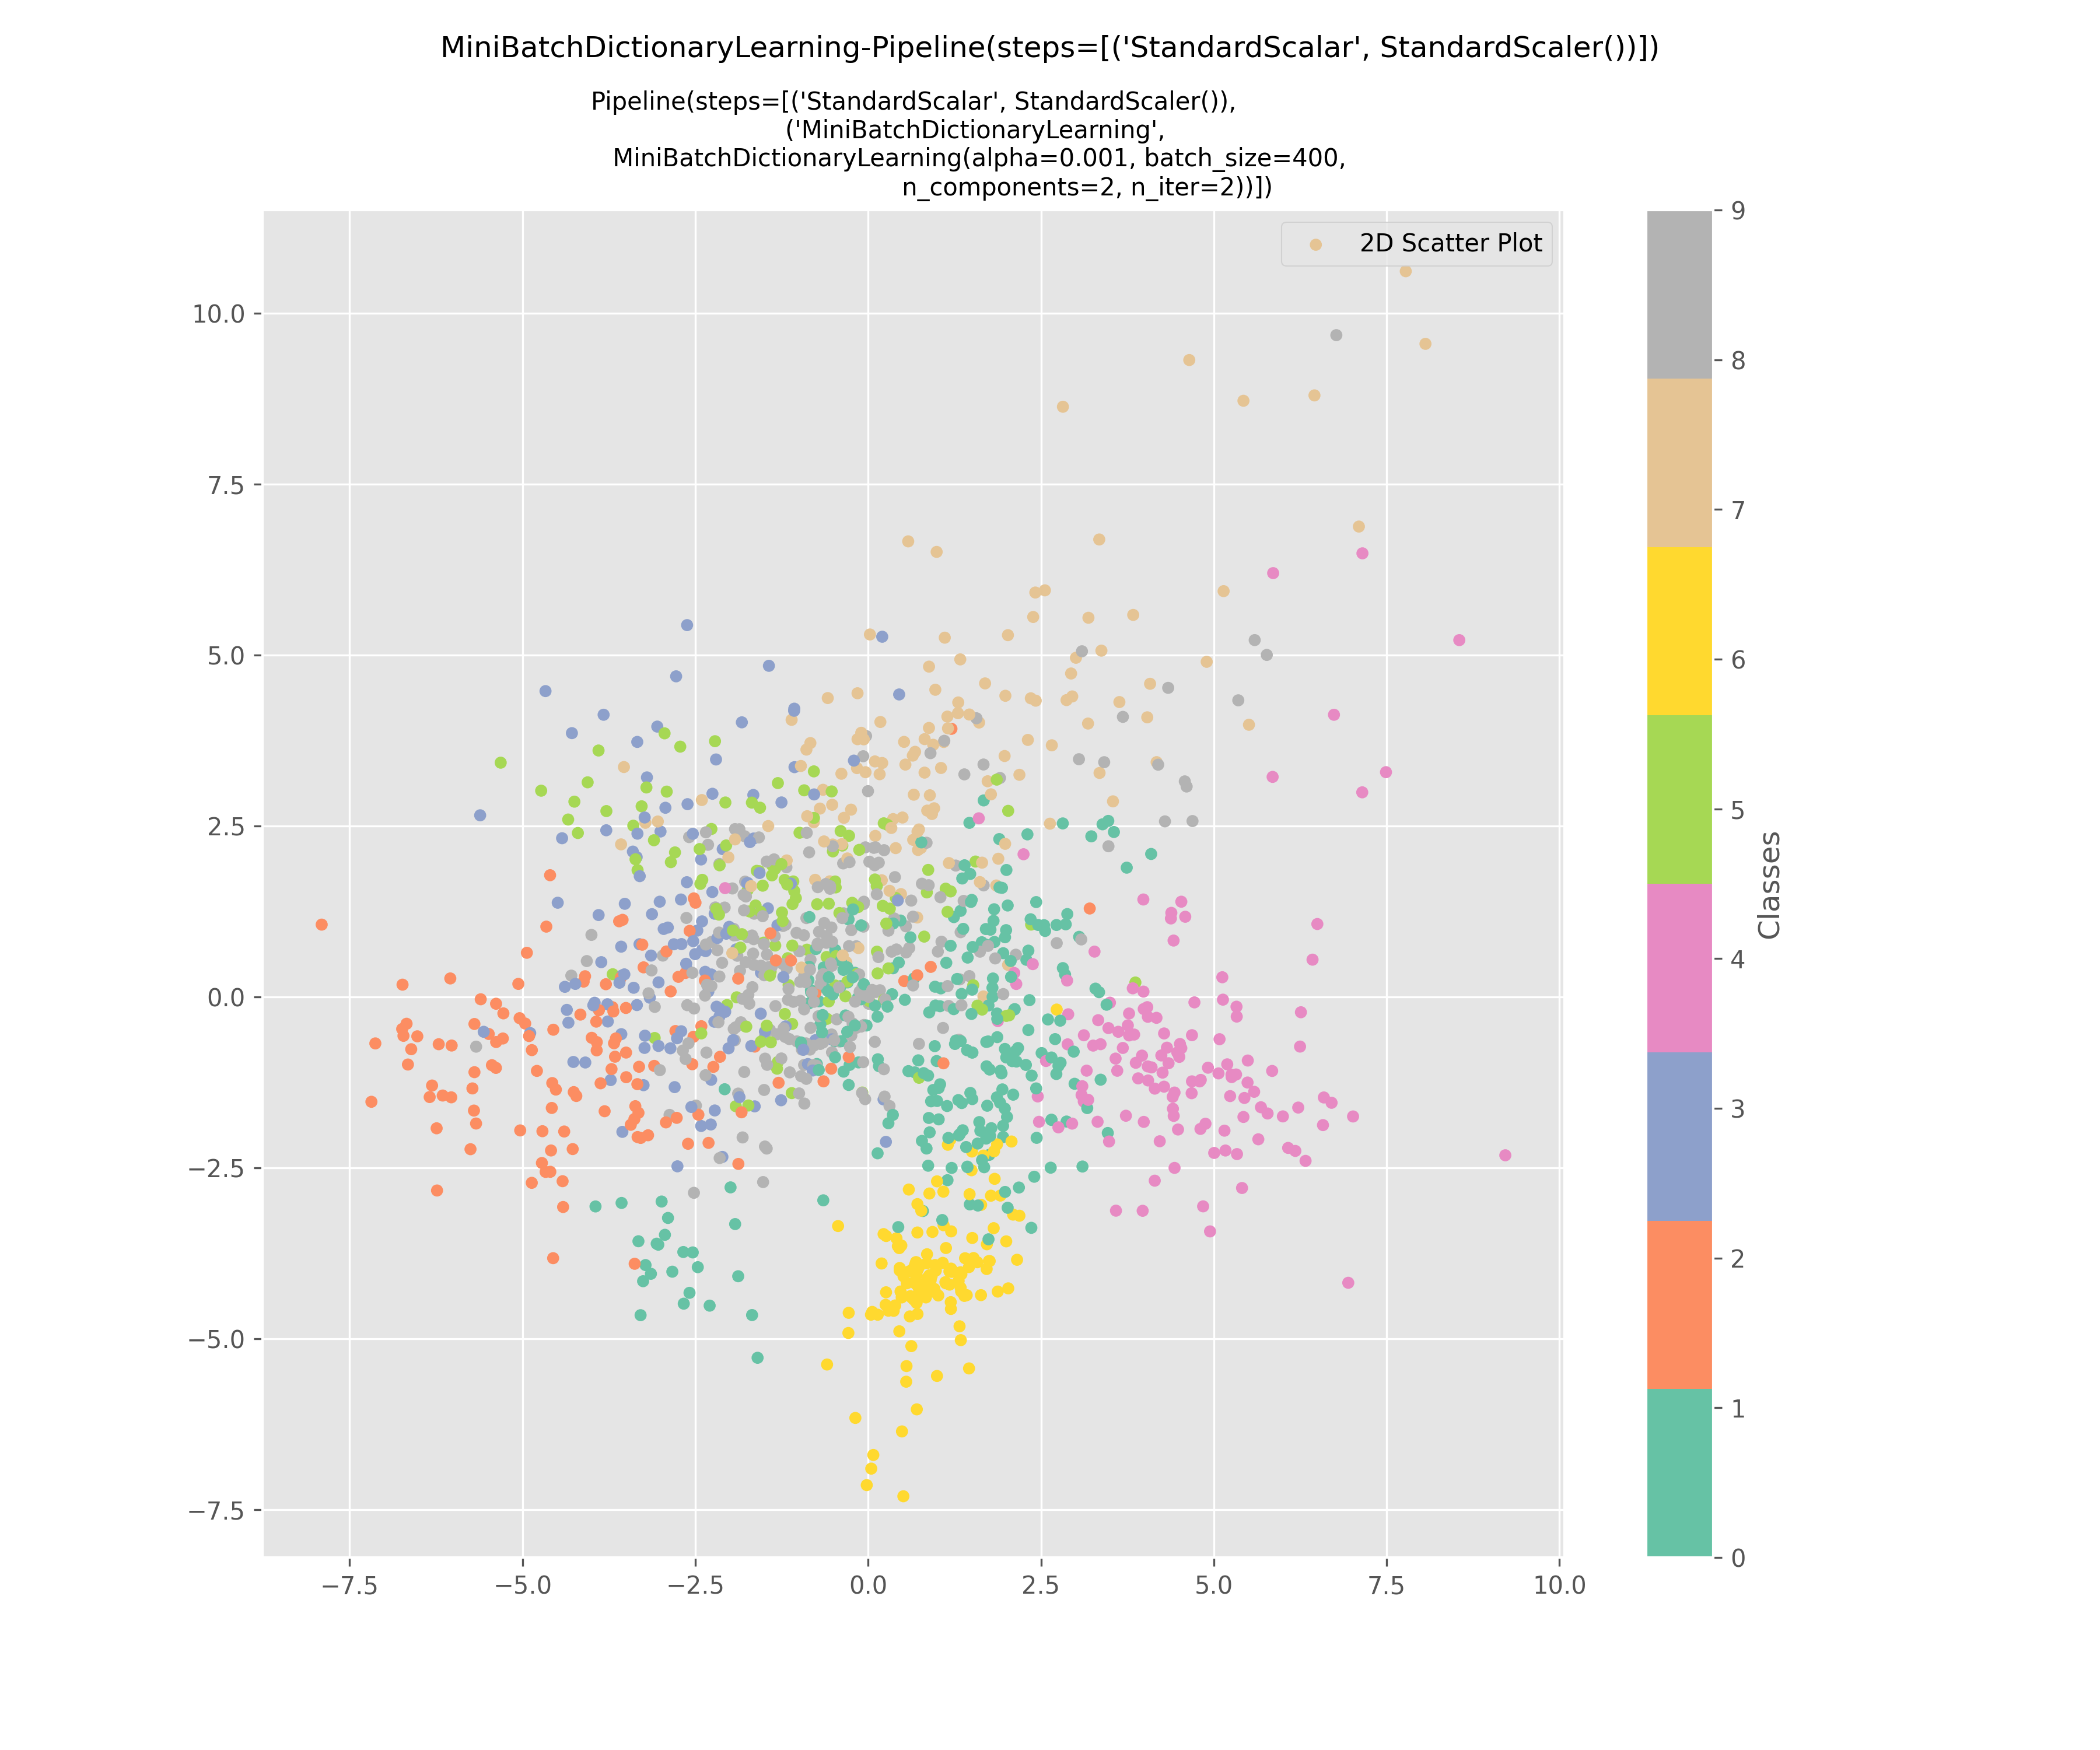 MiniBatchDictionaryLearning-Pipeline(steps=[('StandardScalar', StandardScaler())])
Pipeline(steps=[('StandardScalar', StandardScaler()),
('MiniBatchDictionaryLearning',
MiniBatchDictionaryLearning(alpha=0.001, batch_size=400,
n_components=2, n_iter=2))])
2D Scatter Plot
10.0
7.5
5.0
2.5
0.0
−2.5
−5.0
−7.5
−7.5 −5.0 −2.5 0.0 2.5 5.0 7.5 10.0
9
8
7
6
5
4
3
2
1
0
Classes